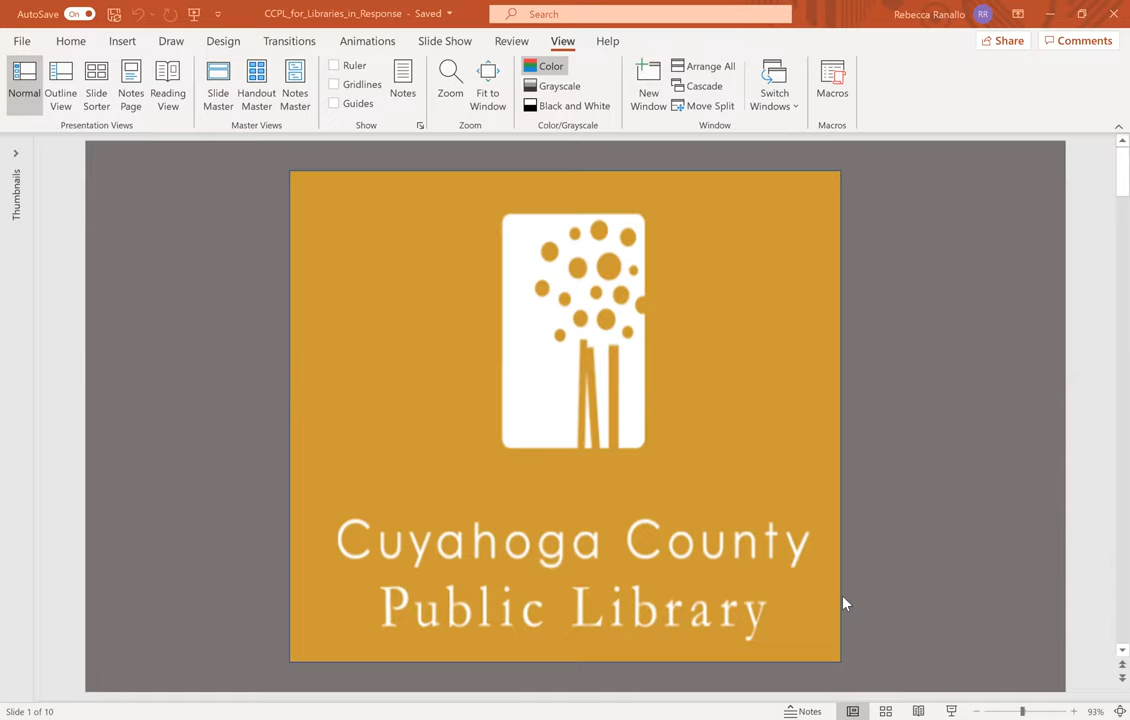 AutoSave On CCPL_for_Libraries_in_Response - Saved Search Rebecca Ranallo RR
File Home Insert Draw Design Transitions Animations Slide Show Review View Help Share Comments
Normal Outline View Slide Sorter Notes Page Reading View
Presentation Views
Slide Master Handout Master Notes Master
Master Views
Ruler
Gridlines
Guides
Notes
Show
Zoom Fit to Window
Zoom
Color
Grayscale
Black and White
Color/Grayscale
New Window
Arrange All
Cascade
Move Split
Switch Windows
Window
Macros
Macros
Thumbnails
Cuyahoga County
Public Library
Slide 1 of 10 Notes 93%